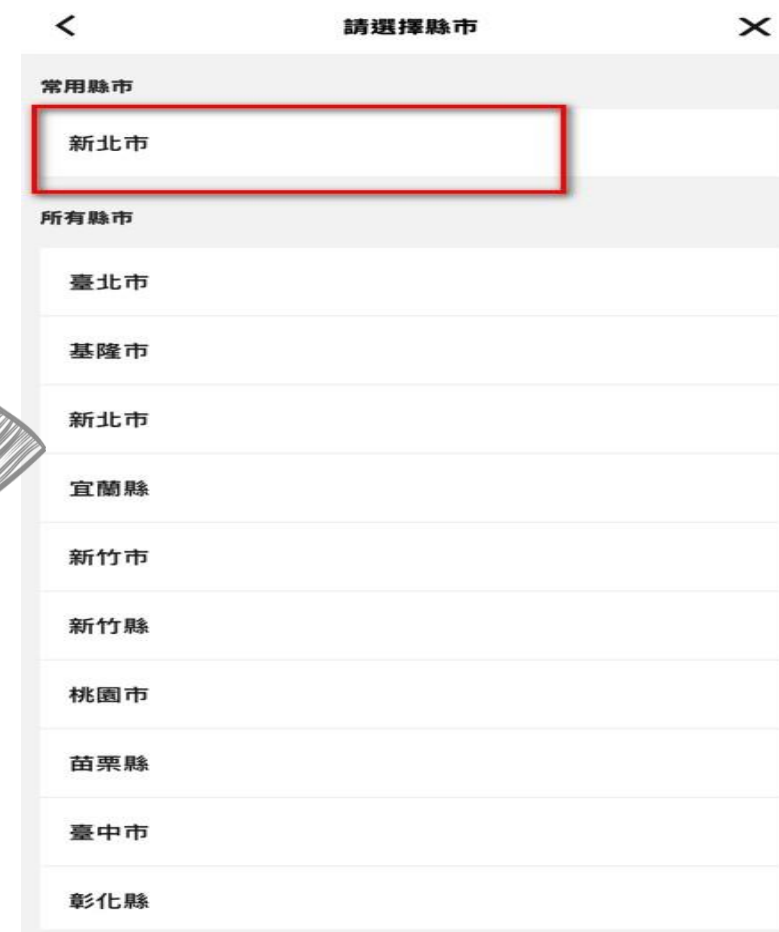 請選擇縣市
常用縣市
新北市
所有縣市
臺北市
基隆市
新北市
宜蘭縣
新竹市
新竹縣
桃園市
苗栗縣
臺中市
彰化縣